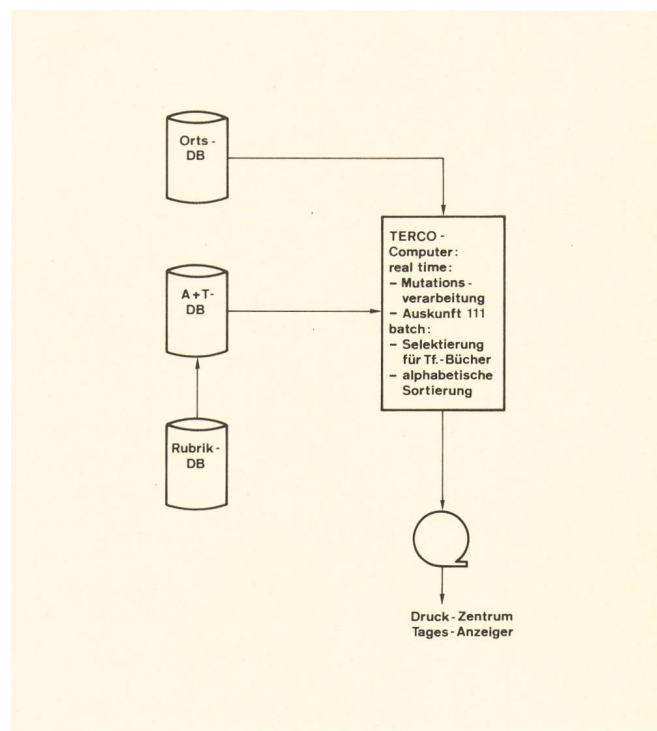 Orts-
DB
A+T-
DB
Rubrik-
DB
TERCO-
Computer:
real time:
– Mutations-
verarbeitung
– Auskunft 111
batch:
– Selektierung
für Tf.-Bücher
– alphabetische
Sortierung
Druck-Zentrum
Tages-Anzeiger